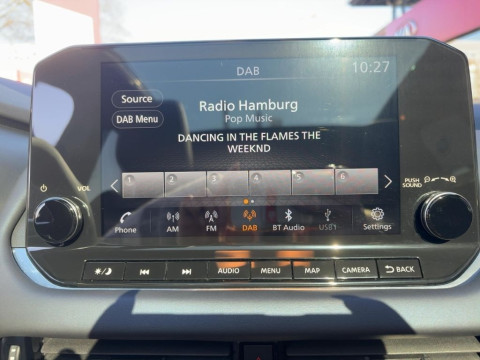 DAB
10:27
Source
Radio Hamburg
Pop Music
DAB Menu
DANCING IN THE FLAMES THE
WEEKND
1 2 3 4 5 6
VOL
PUSH
SOUND
Phone AM FM DAB BT Audio USB1 Settings
AUDIO MENU MAP CAMERA BACK